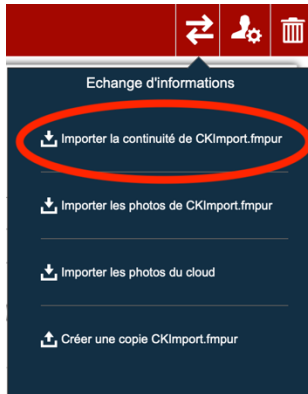 Echange d'informations
Importer la continuité de CKImport.fmpur
Importer les photos de CKImport.fmpur
Importer les photos du cloud
Créer une copie CKImport.fmpur